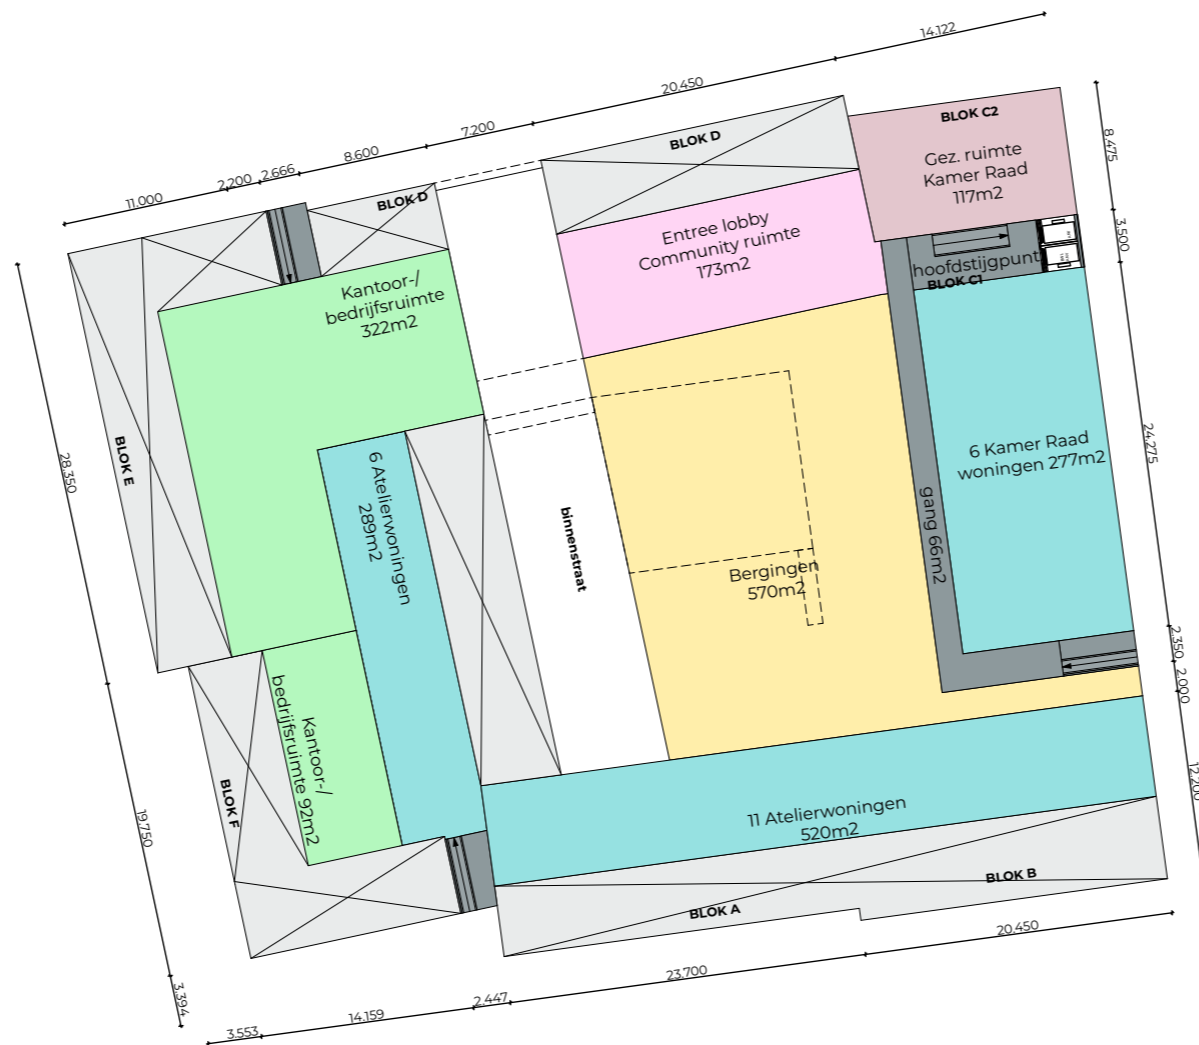 14.122
20.450
7.200
8.600
2.666
2.200
11.000
BLOK C2
Gez. ruimte
Kamer Raad
117m2
8.475
BLOK D
BLOK D
Entree lobby
Community ruimte
173m2
3.500
hoofdstijgpunt
BLOK C1
Kantoor-/
bedrijfsruimte
322m2
BLOK E
28.350
6 Atelierwoningen
289m2
binnenstraat
6 Kamer Raad
woningen 277m2
24.275
gang 66m2
Bergingen
570m2
2.350
2.000
Kantoor-/
bedrijfsruimte 92m2
BLOK F
19.750
11 Atelierwoningen
520m2
12.200
BLOK B
BLOK A
20.450
23.700
2.447
14.159
3.553
3.394